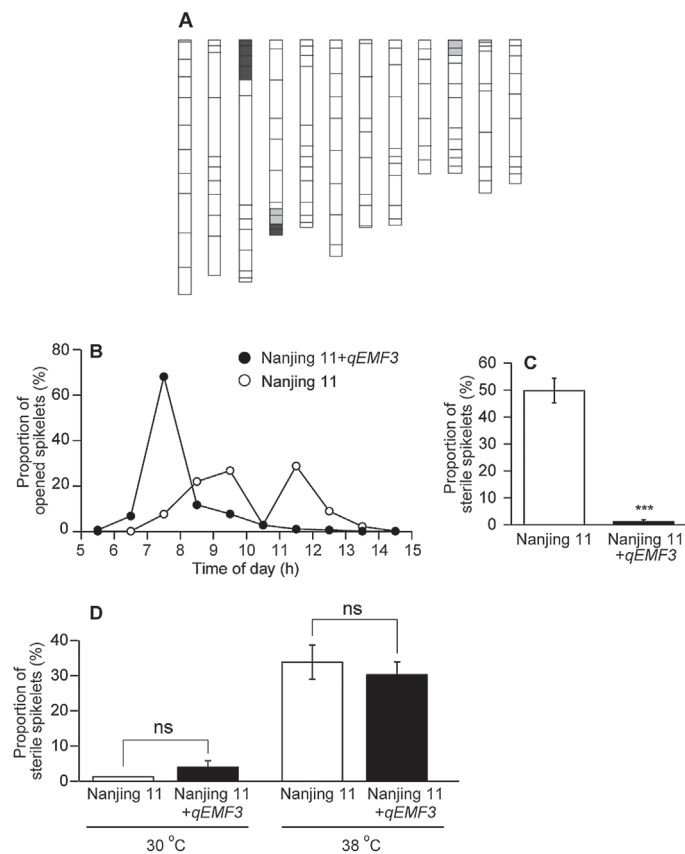 A
B
80
60
40
20
0
Proportion of
opened spikelets (%)
Nanjing 11+qEMF3
Nanjing 11
5 6 7 8 9 10 11 12 13 14 15
Time of day (h)
C
60
50
40
30
20
10
0
Proportion of
sterile spikelets (%)
***
Nanjing 11 Nanjing 11
+qEMF3
D
40
30
20
10
0
Proportion of
sterile spikelets (%)
ns
ns
Nanjing 11 Nanjing 11 Nanjing 11 Nanjing 11
+qEMF3 +qEMF3
30 °C 38 °C